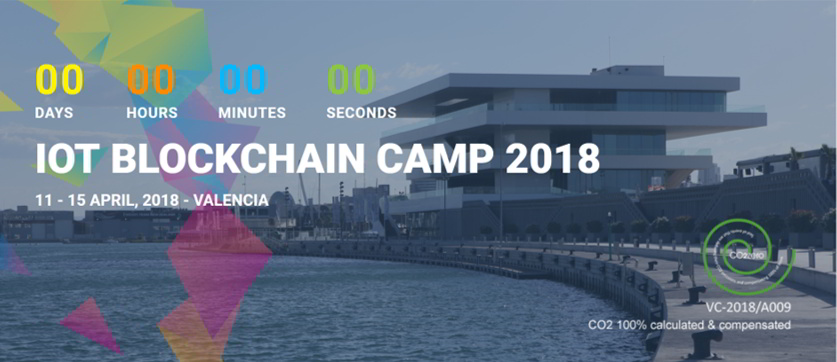 00 00 00 00
DAYS HOURS MINUTES SECONDS
IOT BLOCKCHAIN CAMP 2018
11 - 15 APRIL, 2018 - VALENCIA
VC-2018/A009
CO2 100% calculated & compensated